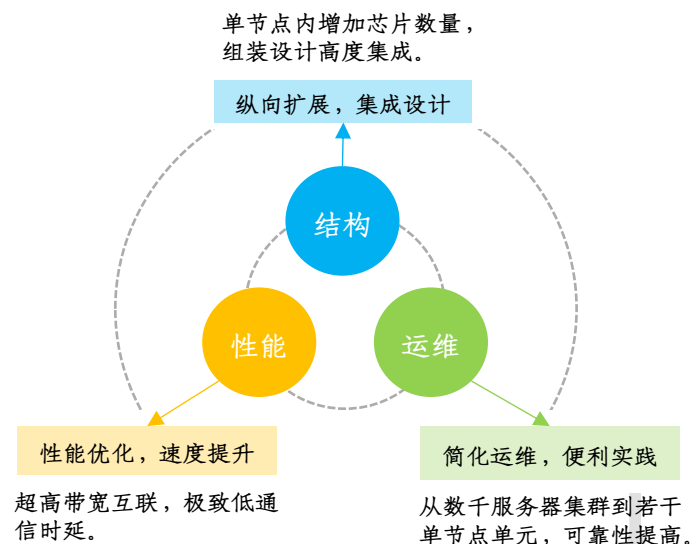 单节点内增加芯片数量，
组装设计高度集成。
纵向扩展，集成设计
结构
性能
运维
性能优化，速度提升
超高带宽互联，极致低通
信时延。
简化运维，便利实践
从数千服务器集群到若干
单节点单元，可靠性提高。